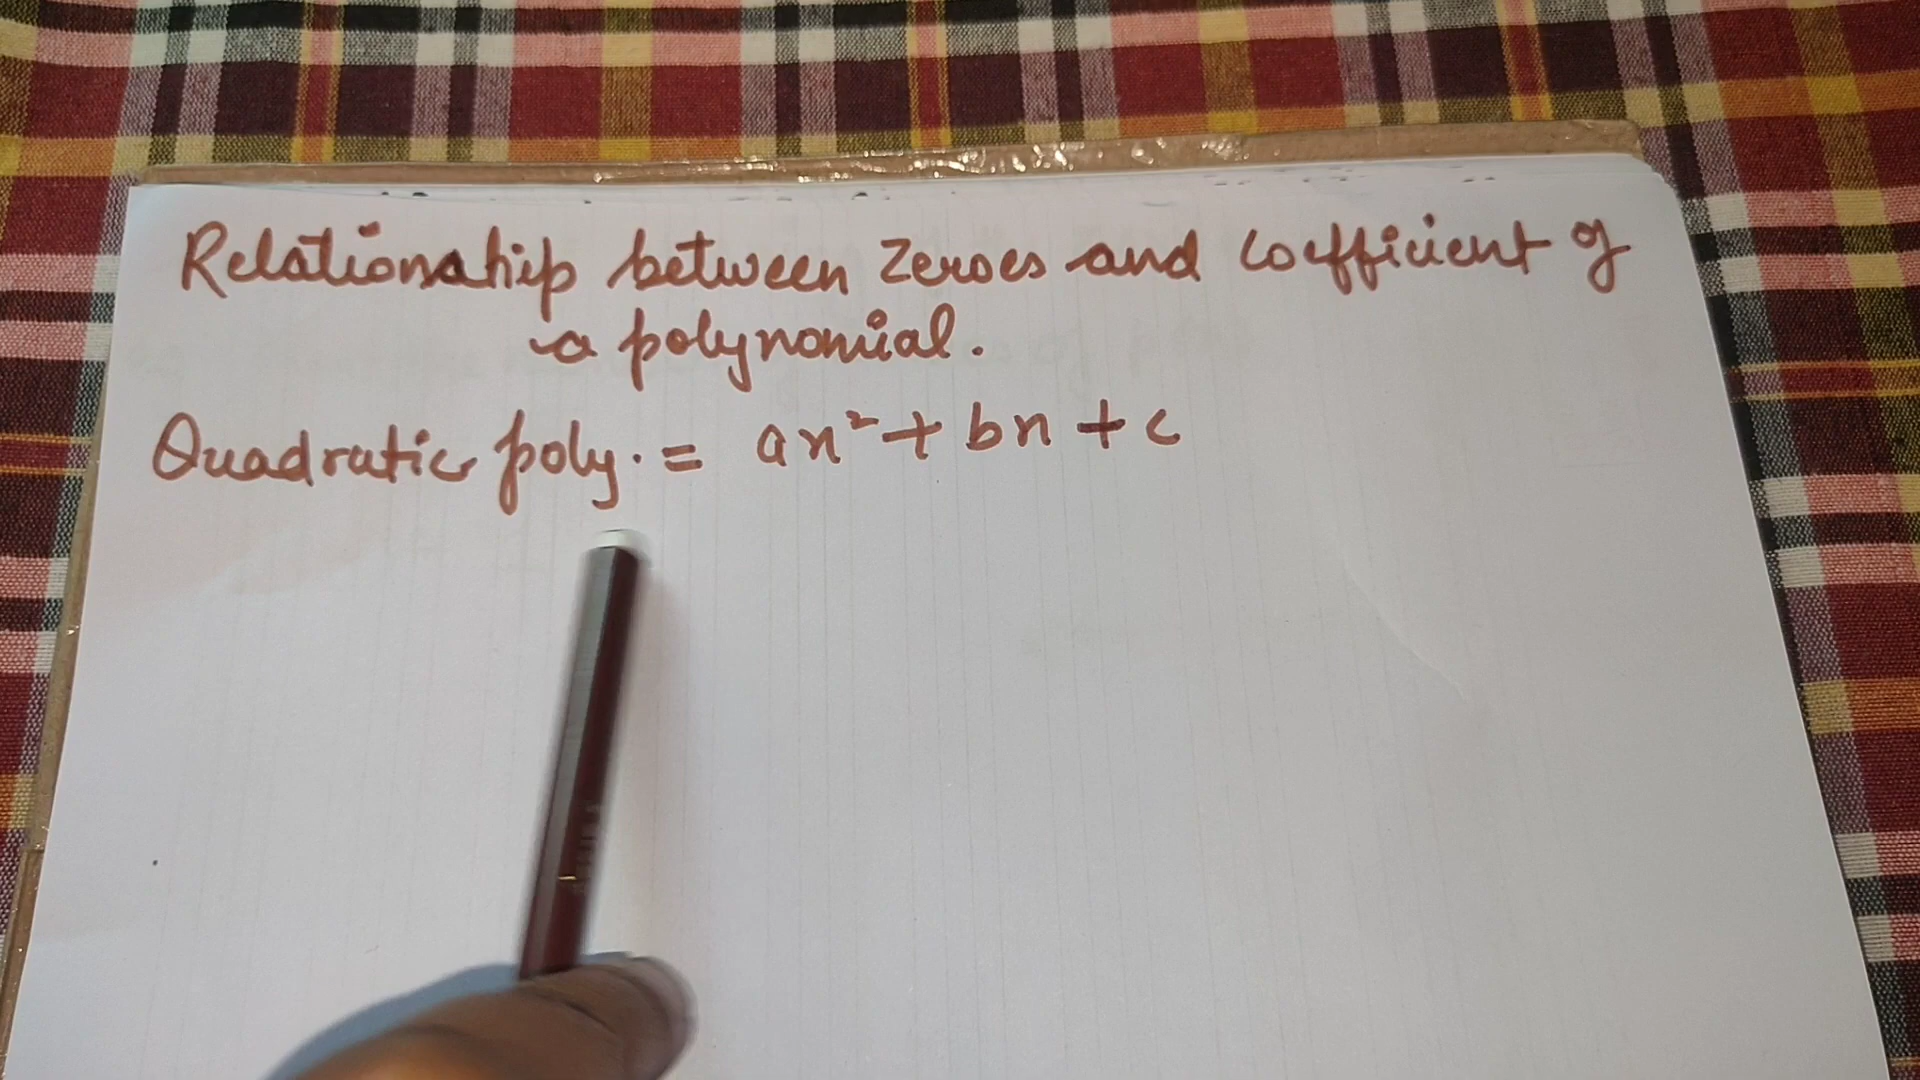 Relationship between zeroes and coefficient of
a polynomial.
Quadratic poly. = ax² + bx + c